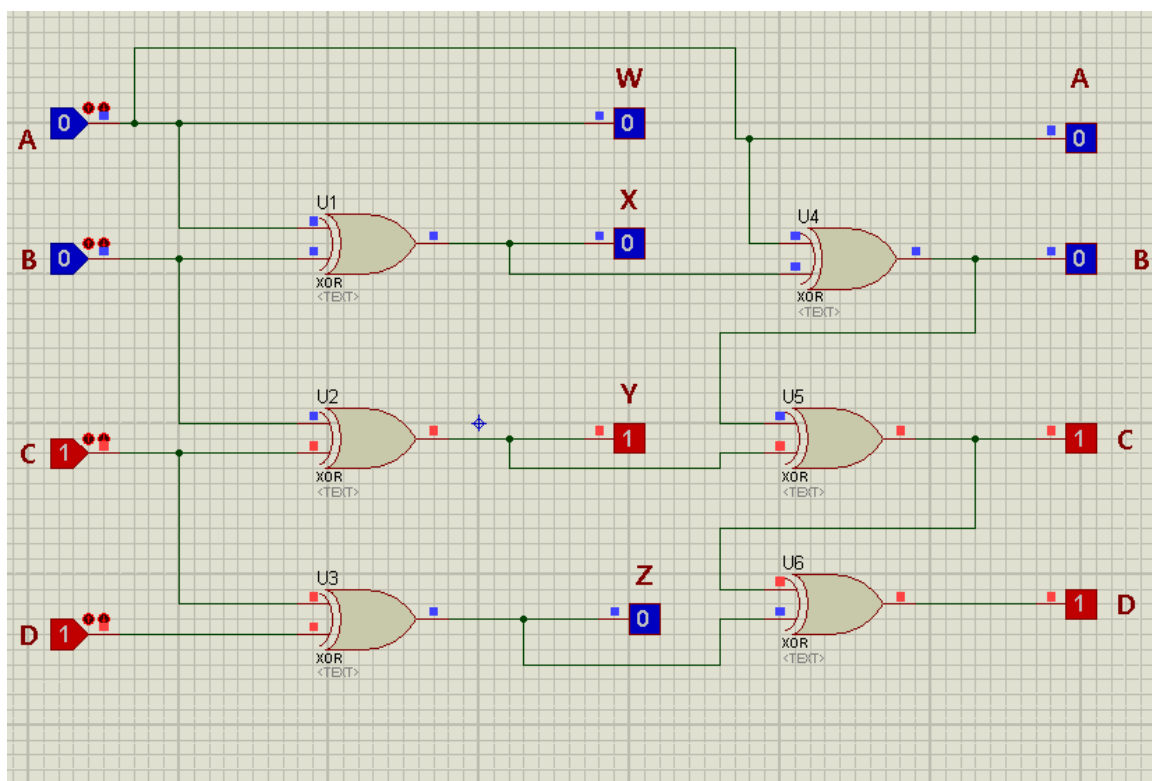 W
A
A
0
0
0
U1
X
U4
B
0
0
0
B
XOR
<TEXT>
XOR
<TEXT>
U2
Y
U5
C
1
1
1
C
XOR
<TEXT>
XOR
<TEXT>
U3
Z
U6
D
1
0
1
D
XOR
<TEXT>
XOR
<TEXT>